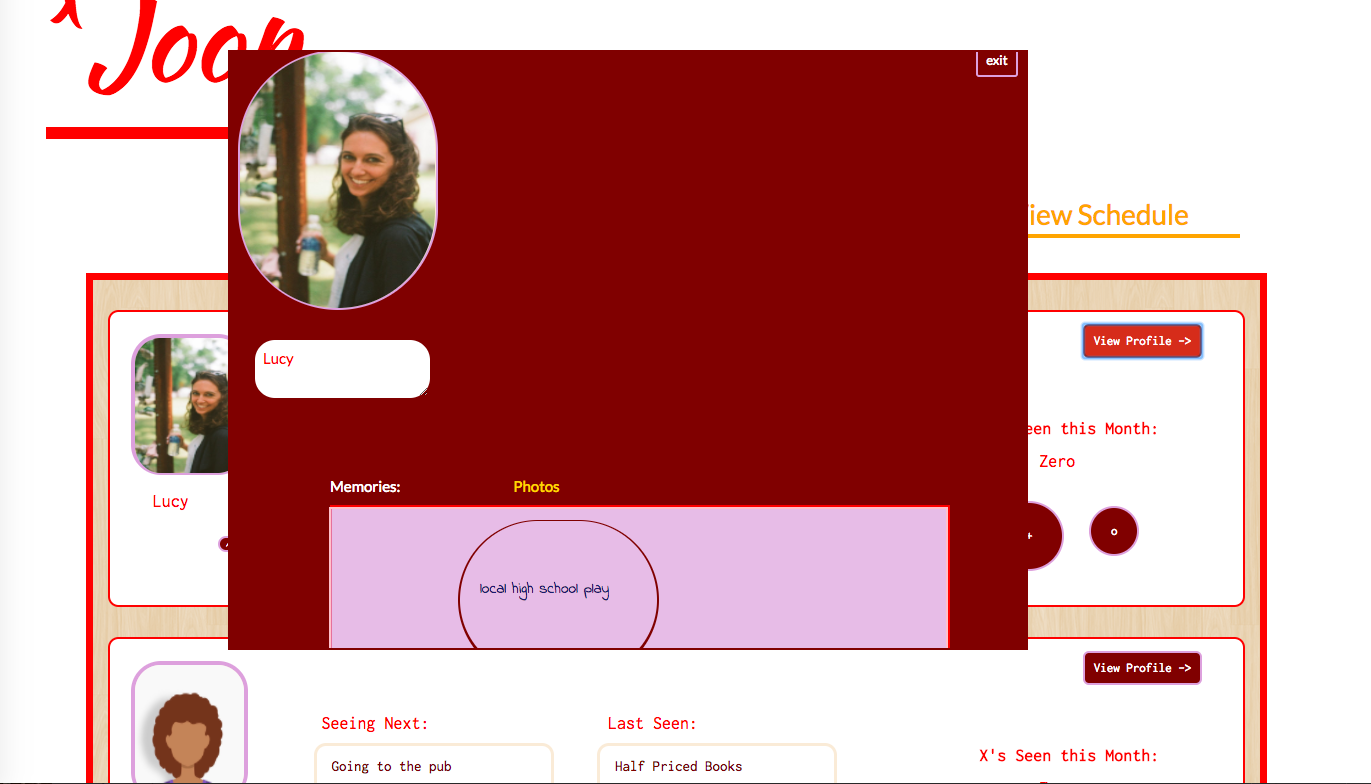 Joon
exit
iew Schedule
Lucy
View Profile ->
Lucy
een this Month:
Zero
Memories:
Photos
+
o
local high school play
View Profile ->
Seeing Next:
Last Seen:
X's Seen this Month:
Going to the pub
Half Priced Books